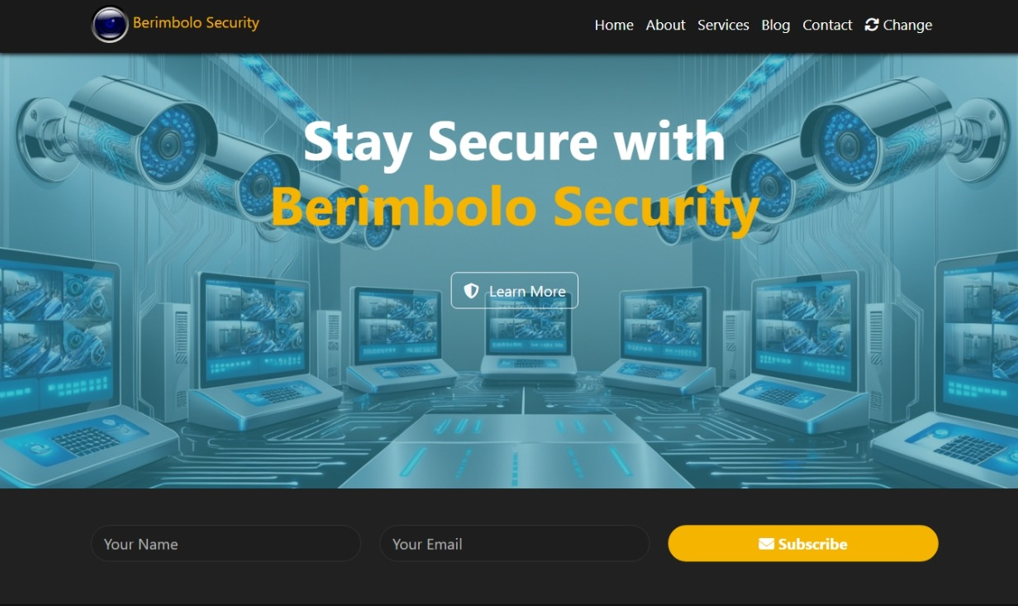 Berimbolo Security
Home About Services Blog Contact Change
Stay Secure with
Berimbolo Security
Learn More
Your Name Your Email Subscribe